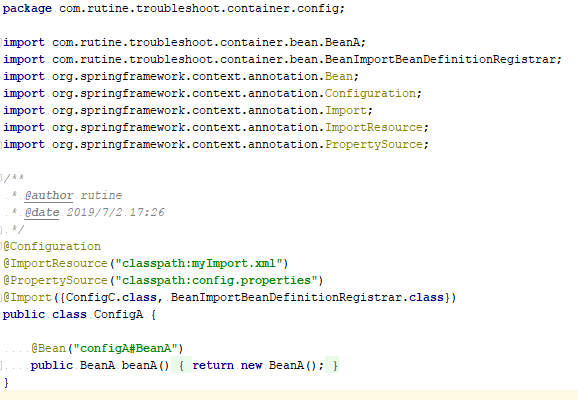 package com.rutine.troubleshoot.container.config;
import com.rutine.troubleshoot.container.bean.BeanA;
import com.rutine.troubleshoot.container.bean.BeanImportBeanDefinitionRegistrar;
import org.springframework.context.annotation.Bean;
import org.springframework.context.annotation.Configuration;
import org.springframework.context.annotation.Import;
import org.springframework.context.annotation.ImportResource;
import org.springframework.context.annotation.PropertySource;
/**
 * @author rutine
 * @date 2019/7/2 17:26
 */
@Configuration
@ImportResource("classpath:myImport.xml")
@PropertySource("classpath:config.properties")
@Import({ConfigC.class, BeanImportBeanDefinitionRegistrar.class})
public class ConfigA {
    @Bean("configA#BeanA")
    public BeanA beanA() { return new BeanA(); }
}